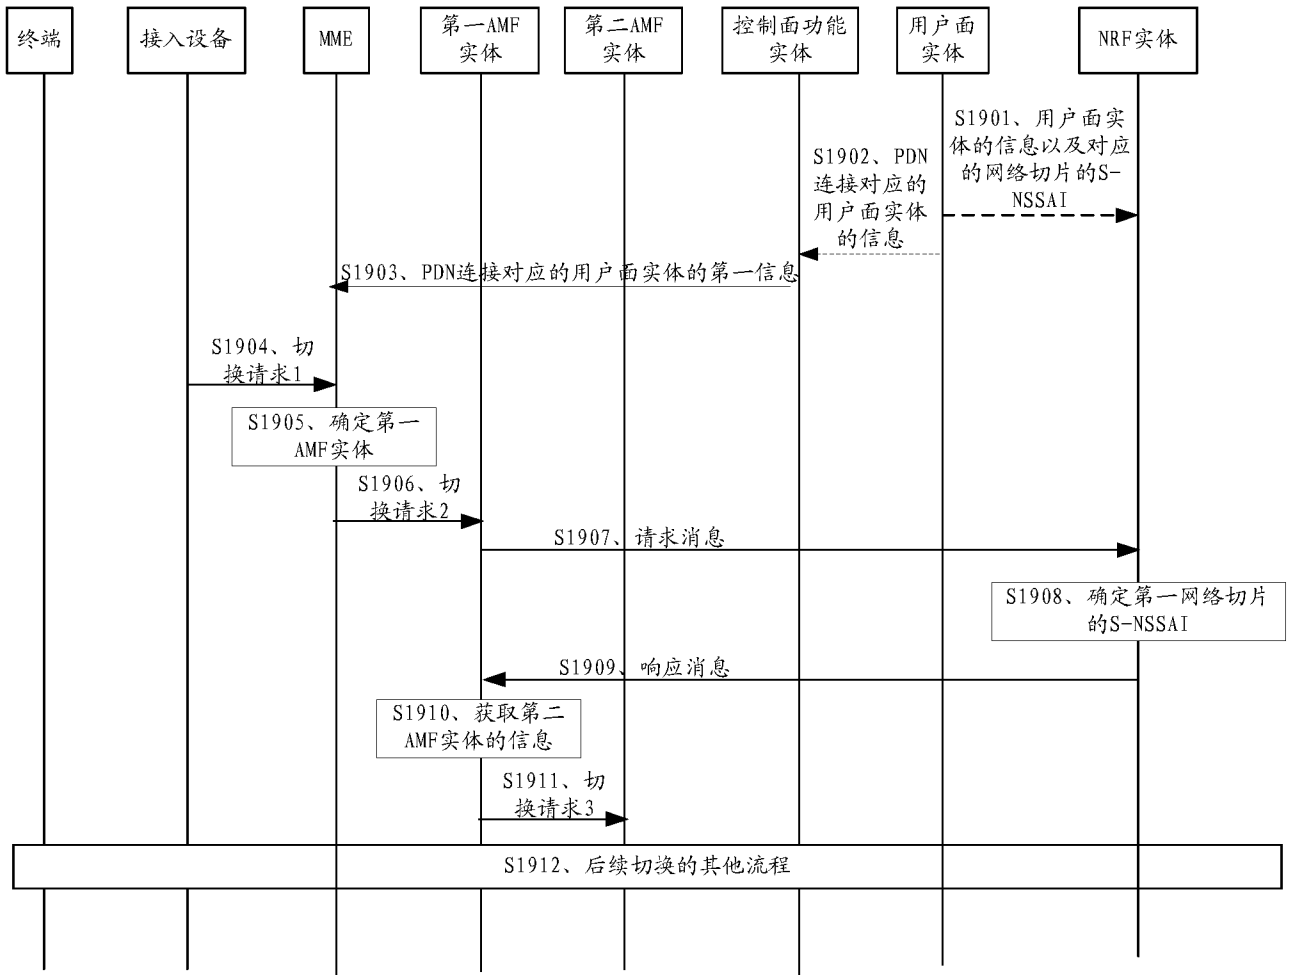 终端
接入设备
MME
第一AMF
实体
第二AMF
实体
控制面功能
实体
用户面
实体
NRF实体
S1901、用户面实
体的信息以及对应
的网络切片的S-
NSSAI
S1902、PDN
连接对应的
用户面实体
的信息
S1903、PDN连接对应的用户面实体的第一信息
S1904、切
换请求1
S1905、确定第一
AMF实体
S1906、切
换请求2
S1907、请求消息
S1908、确定第一网络切片
的S-NSSAI
S1909、响应消息
S1910、获取第二
AMF实体的信息
S1911、切
换请求3
S1912、后续切换的其他流程